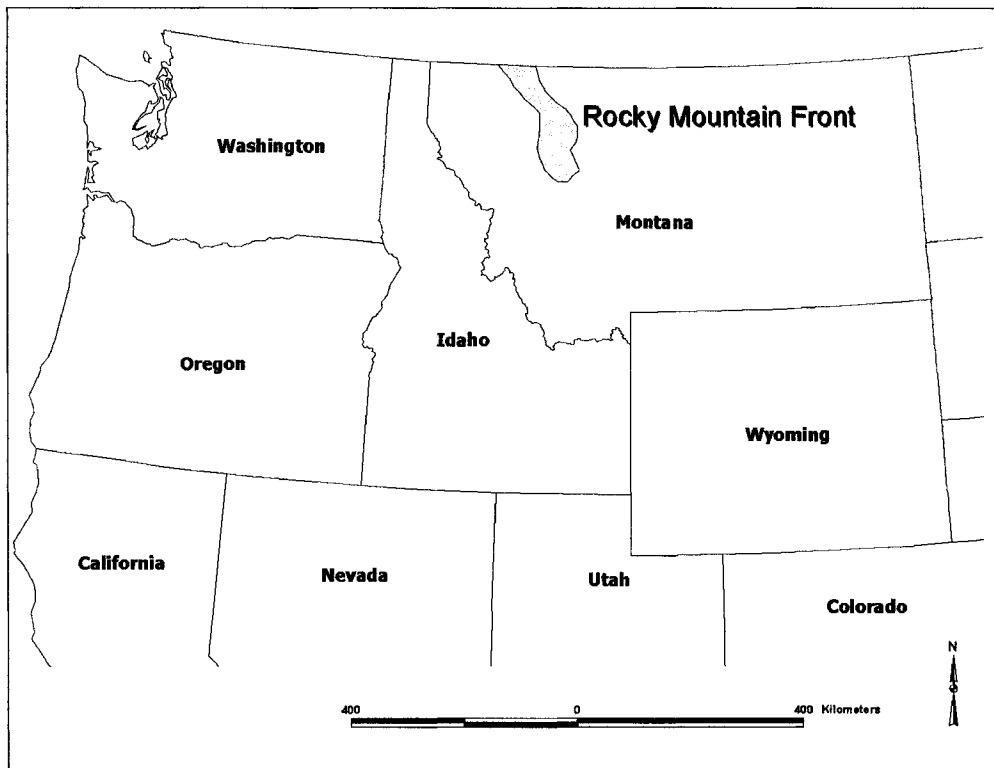 Rocky Mountain Front
Washington
Montana
Idaho
Oregon
Wyoming
California
Nevada
Utah
Colorado
N
400 0 400 Kilometers